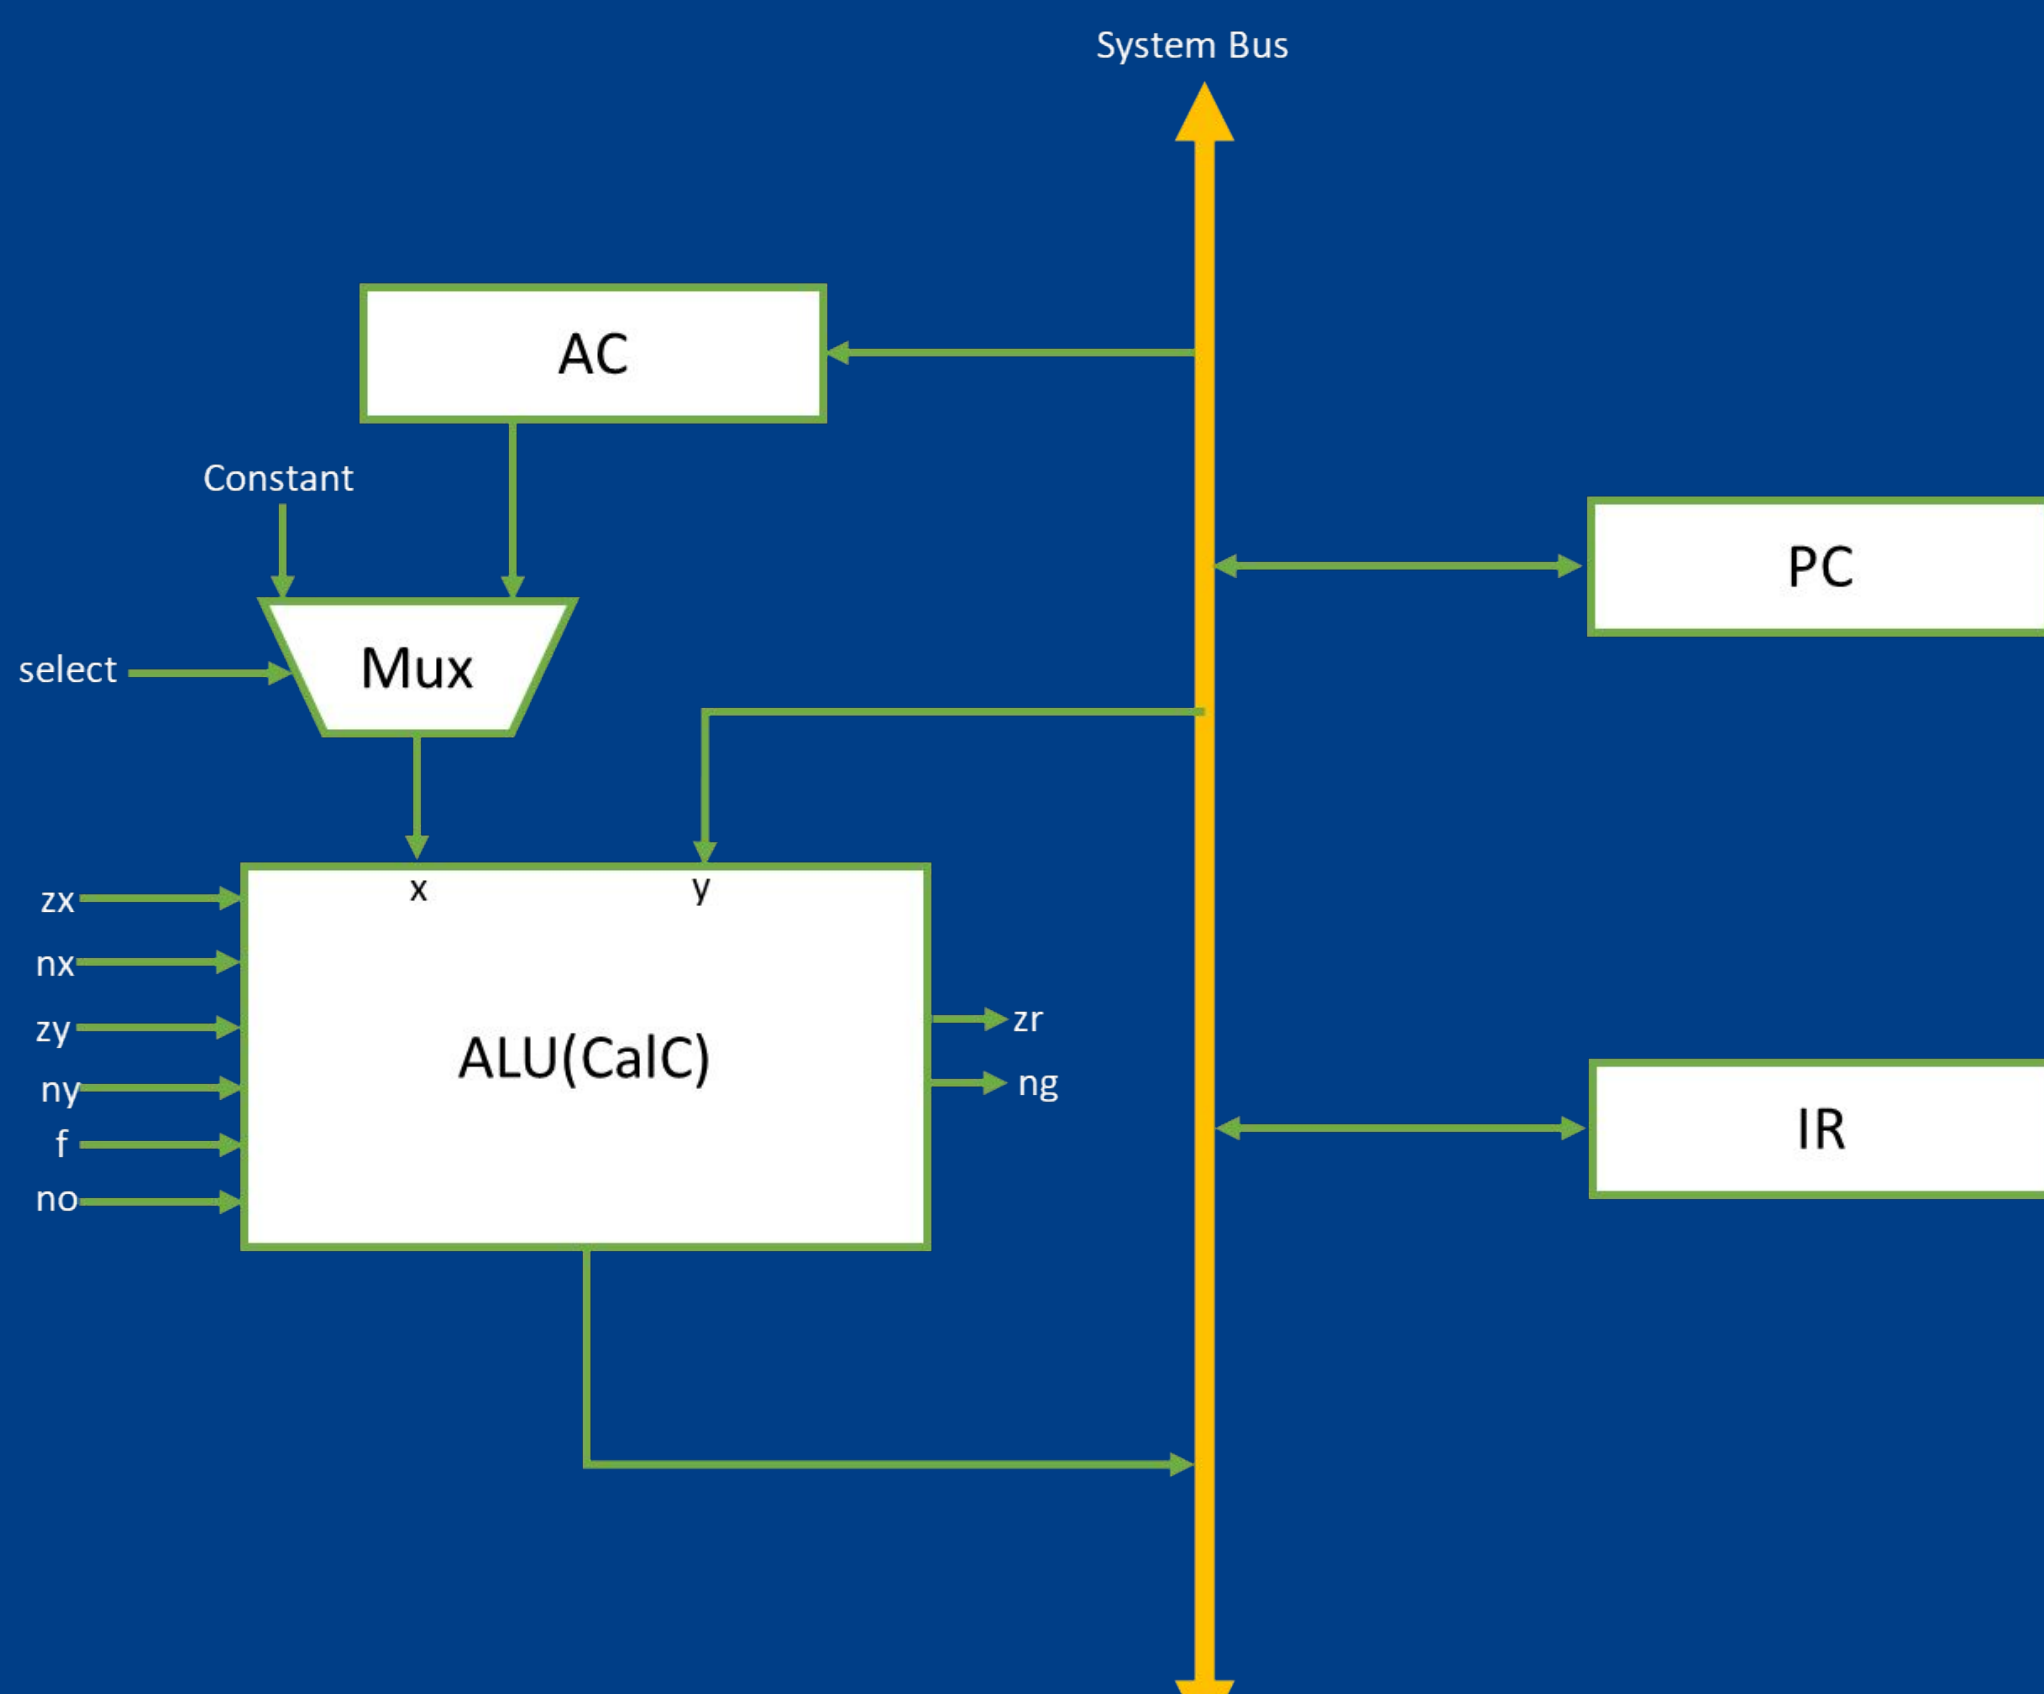 System Bus
AC
Constant
PC
select
Mux
x
y
zx
nx
zy
ny
f
no
ALU(CalC)
zr
ng
IR